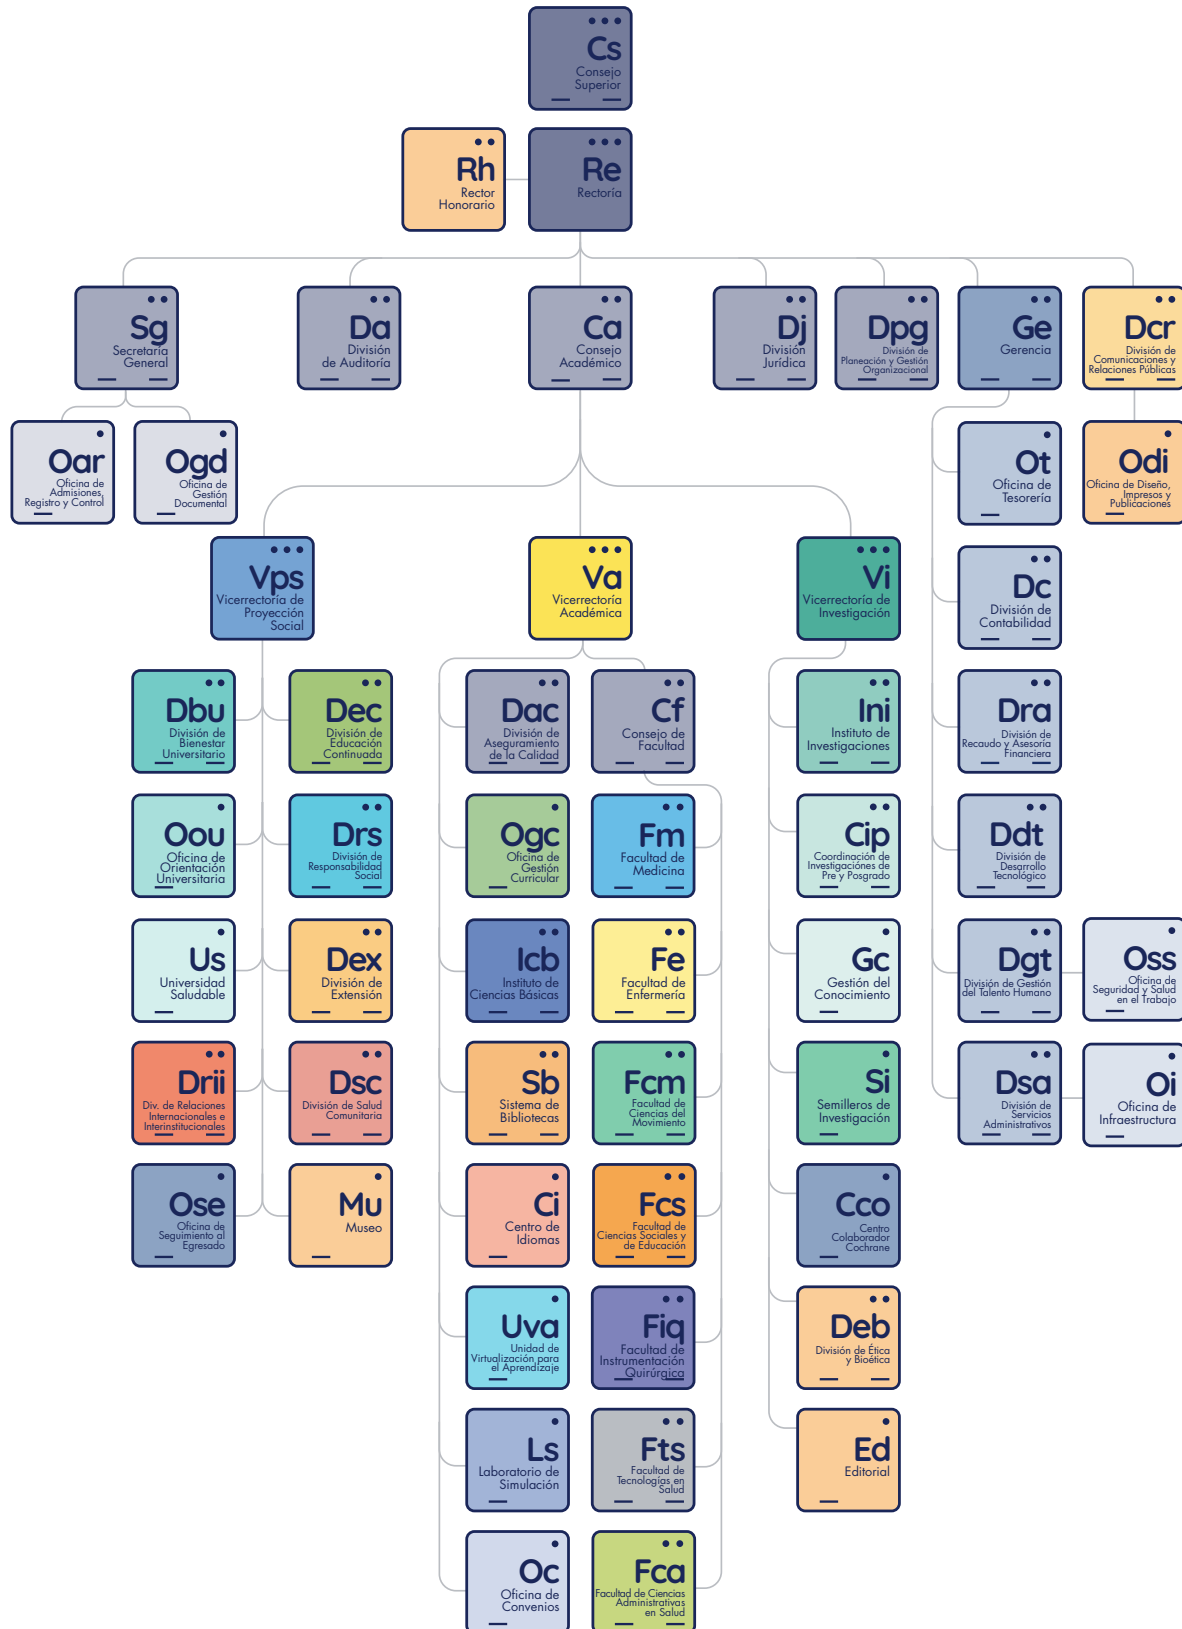 Cs
Consejo
Superior
Rh
Rector
Honorario
Re
Rectoría
Sg
Secretaria
General
Da
División
de Auditoría
Ca
Consejo
Académico
Dj
División
Jurídica
Dpg
División de
Planeación y Gestión
Organizacional
Ge
Gerencia
Dcr
División de
Comunicaciones y
Relaciones Públicas
Oar
Oficina de
Admisiones,
Registro y Control
Ogd
Oficina de
Gestión
Documental
Ot
Oficina de
Tesorería
Odi
Oficina de Diseño,
Impresos y
Publicaciones
Vps
Vicerrectoría de
Proyección
Social
Va
Vicerrectoría
Académica
Vi
Vicerrectoría de
Investigación
Dc
División de
Contabilidad
Dbu
División de
Bienestar
Universitario
Dec
División de
Educación
Continuada
Dac
División de
Aseguramiento
de la Calidad
Cf
Consejo de
Facultad
Ini
Instituto de
Investigaciones
Dra
División de
Recaudo y Asesoria
Financiera
Oou
Oficina de
Orientación
Universitaria
Drs
División de
Responsabilidad
Social
Ogc
Oficina de
Gestión
Curricular
Fm
Facultad de
Medicina
Cip
Coordinación de
Investigaciónes de
Pre y Posgrado
Ddt
División de
Desarrollo
Tecnológico
Us
Universidad
Saludable
Dex
División de
Extensión
Icb
Instituto de
Ciencias Básicas
Fe
Facultad de
Enfermería
Gc
Gestión del
Conocimiento
Dgt
División de Gestión
del Talento Humano
Oss
Oficina de
Seguridad y Salud
en el Trabajo
Drii
Div. de Relaciones
Internacionales e
Interinstitucionales
Dsc
División de Salud
Comunitaria
Sb
Sistema de
Bibliotecas
Fcm
Facultad de
Ciencias del
Movimiento
Si
Semilleros de
Investigación
Dsa
División de
Servicios
Administrativos
Oi
Oficina de
Infraestructura
Ose
Oficina de
Seguimiento al
Egresado
Mu
Museo
Ci
Centro de
Idiomas
Fcs
Facultad de
Ciencias Sociales y
de Educación
Cco
Centro
Colaborador
Cochrane
Uva
Unidad de
Virtualización para
el Aprendizaje
Fiq
Facultad de
Instrumentación
Quirúrgica
Deb
División de Ética
y Bioética
Ls
Laboratorio de
Simulación
Fts
Facultad de
Tecnologías en
Salud
Ed
Editorial
Oc
Oficina de
Convenios
Fca
Facultad de Ciencias
Administrativas
en Salud